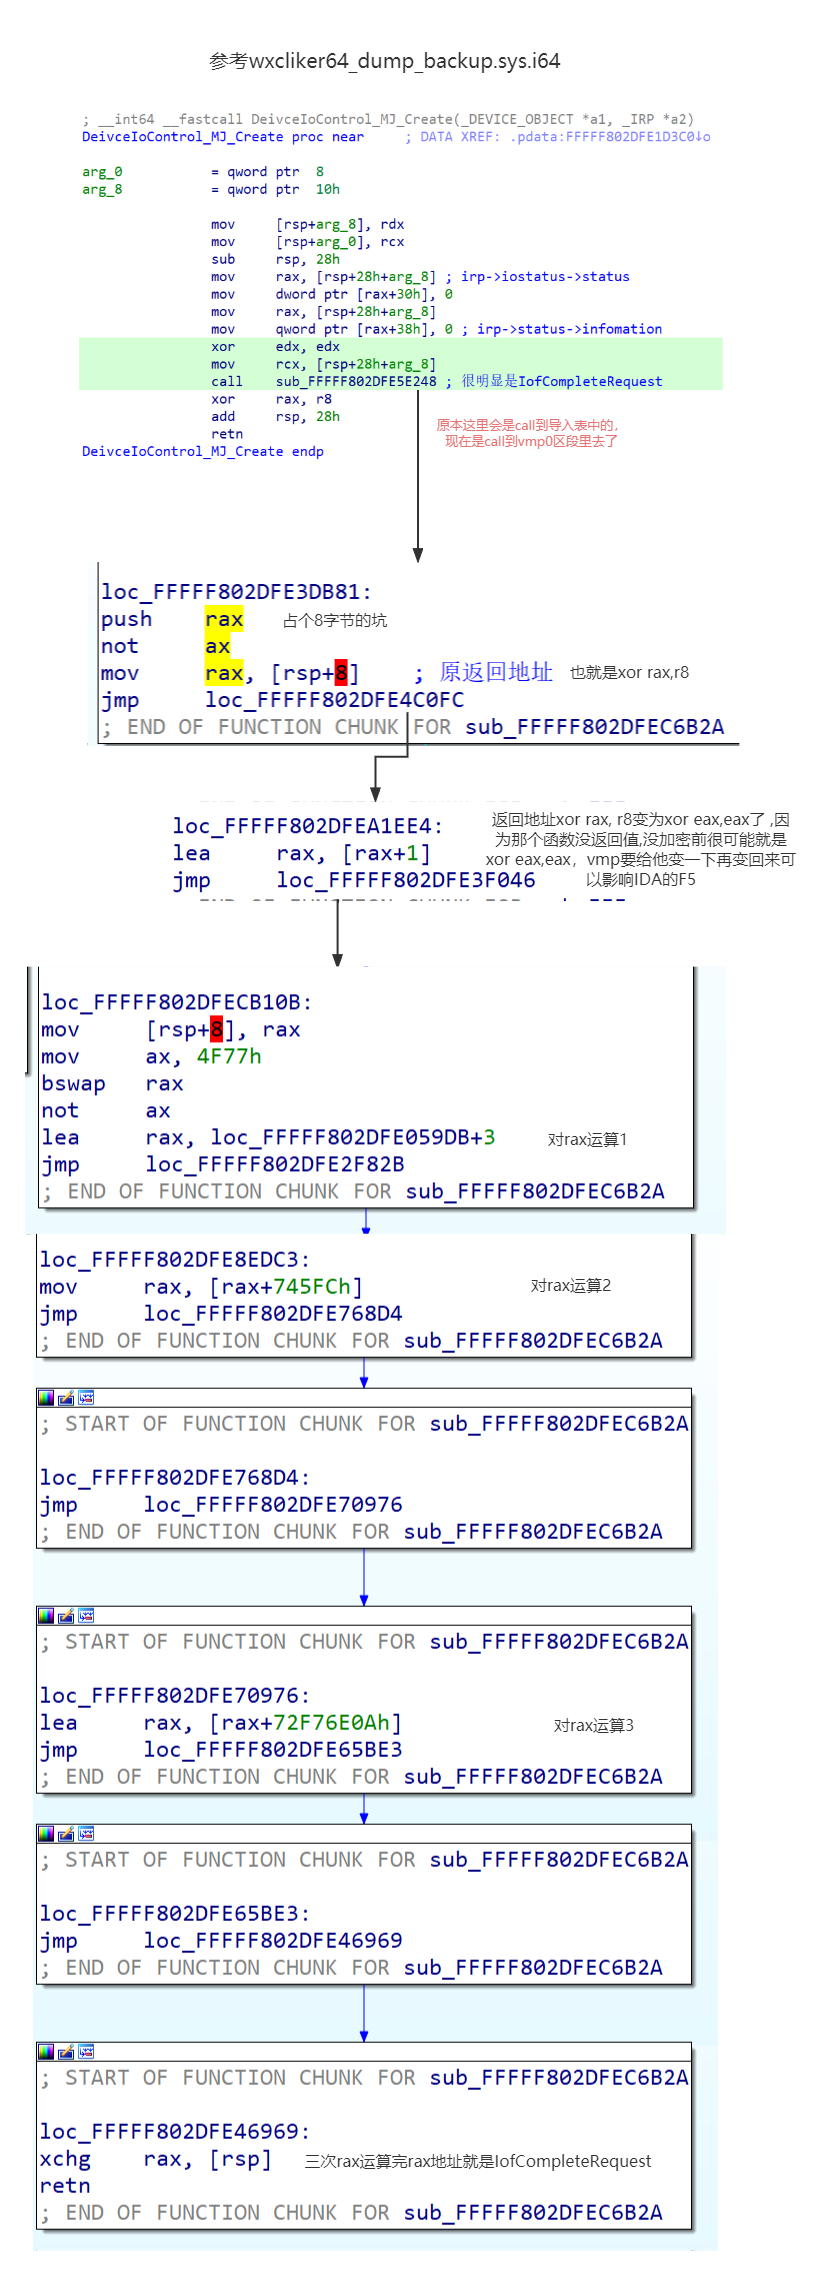 参考wxcliker64_dump_backup.sys.i64
; __int64 __fastcall DeivceIoControl_MJ_Create(_DEVICE_OBJECT *a1, _IRP *a2)
DeivceIoControl_MJ_Create proc near ; DATA XREF: .pdata:FFFFF802DFE1D3C0↓o
arg_0 = qword ptr 8
arg_8 = qword ptr 10h
mov [rsp+arg_8], rdx
mov [rsp+arg_0], rcx
sub rsp, 28h
mov rax, [rsp+28h+arg_8] ; irp->iostatus->status
mov dword ptr [rax+30h], 0
mov rax, [rsp+28h+arg_8]
mov qword ptr [rax+38h], 0 ; irp->status->infomation
xor edx, edx
mov rcx, [rsp+28h+arg_8]
call sub_FFFFF802DFE5E248 ; 很明显是IofCompleteRequest
xor rax, r8
add rsp, 28h
retn
DeivceIoControl_MJ_Create endp
原本这里会是call到导入表中的，
现在是call到vmp0区段里去了
loc_FFFFF802DFE3DB81:
push rax 占个8字节的坑
not ax
mov rax, [rsp+8] ; 原返回地址 也就是xor rax,r8
jmp loc_FFFFF802DFE4C0FC
; END OF FUNCTION CHUNK FOR sub_FFFFF802DFEC6B2A
loc_FFFFF802DFEA1EE4:
lea rax, [rax+1]
jmp loc_FFFFF802DFE3F046
返回地址xor rax, r8变为xor eax,eax了 ,因
为那个函数没返回值,没加密前很可能就是
xor eax,eax，vmp要给他变一下再变回来可
以影响IDA的F5
loc_FFFFF802DFECB10B:
mov [rsp+8], rax
mov ax, 4F77h
bswap rax
not ax
lea rax, loc_FFFFF802DFE059DB+3 对rax运算1
jmp loc_FFFFF802DFE2F82B
; END OF FUNCTION CHUNK FOR sub_FFFFF802DFEC6B2A
loc_FFFFF802DFE8EDC3:
mov rax, [rax+745FCh] 对rax运算2
jmp loc_FFFFF802DFE768D4
; END OF FUNCTION CHUNK FOR sub_FFFFF802DFEC6B2A
; START OF FUNCTION CHUNK FOR sub_FFFFF802DFEC6B2A
loc_FFFFF802DFE768D4:
jmp loc_FFFFF802DFE70976
; END OF FUNCTION CHUNK FOR sub_FFFFF802DFEC6B2A
; START OF FUNCTION CHUNK FOR sub_FFFFF802DFEC6B2A
loc_FFFFF802DFE70976:
lea rax, [rax+72F76E0Ah] 对rax运算3
jmp loc_FFFFF802DFE65BE3
; END OF FUNCTION CHUNK FOR sub_FFFFF802DFEC6B2A
; START OF FUNCTION CHUNK FOR sub_FFFFF802DFEC6B2A
loc_FFFFF802DFE65BE3:
jmp loc_FFFFF802DFE46969
; END OF FUNCTION CHUNK FOR sub_FFFFF802DFEC6B2A
; START OF FUNCTION CHUNK FOR sub_FFFFF802DFEC6B2A
loc_FFFFF802DFE46969:
xchg rax, [rsp] 三次rax运算完rax地址就是IofCompleteRequest
retn
; END OF FUNCTION CHUNK FOR sub_FFFFF802DFEC6B2A